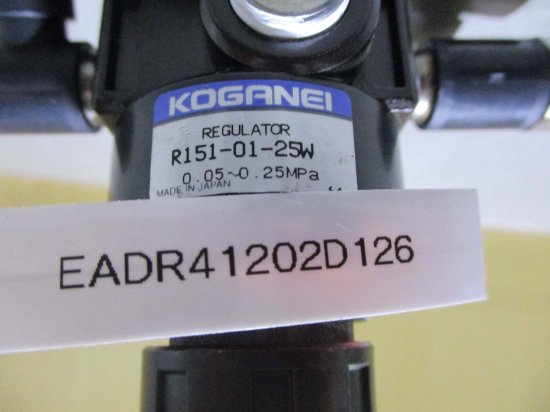 KOGANEI
REGULATOR
R151-01-25W
0.05~0.25MPa
MADE IN JAPAN
EADR41202D126